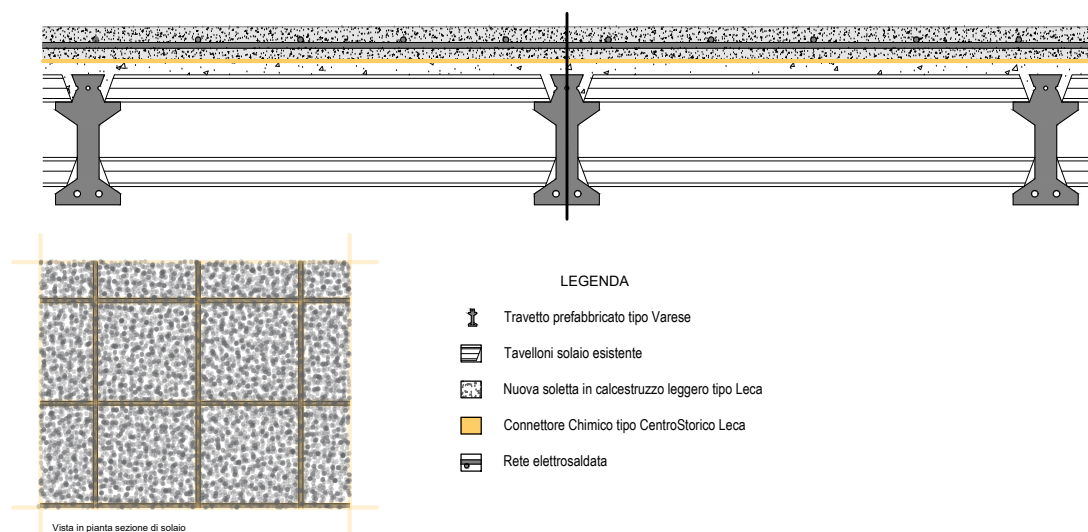 LEGENDA
Travetto prefabbricato tipo Varese
Tavelloni solaio esistente
Nuova soletta in calcestruzzo leggero tipo Leca
Connettore Chimico tipo CentroStorico Leca
Rete elettrosaldata
Vista in pianta sezione di solaio